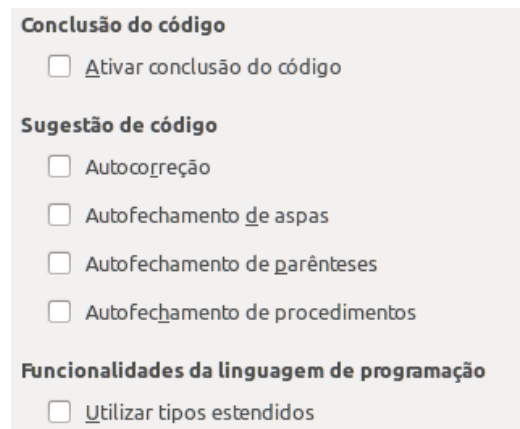 Conclusão do código
Ativar conclusão do código
Sugestão de código
Autocorreção
Autofechamento de aspas
Autofechamento de parênteses
Autofechamento de procedimentos
Funcionalidades da linguagem de programação
Utilizar tipos estendidos